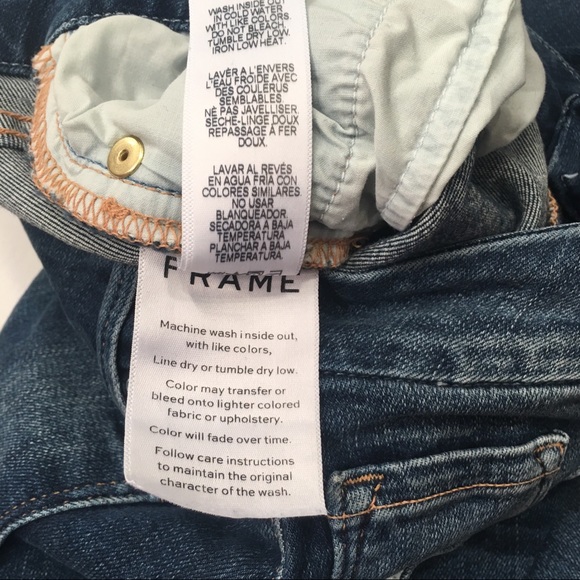 WASH INSIDE OUT
IN COLD WATER
WITH LIKE COLORS.
DO NOT BLEACH.
TUMBLE DRY LOW.
IRON LOW HEAT.
LAVER A L'ENVERS
L'EAU FROIDE AVEC
DES COULERUS
SEMBLABLES
NE PAS JAVELLISER.
SECHE-LINGE DOUX
REPASSAGE À FER
DOUX.
LAVAR AL REVÉS
EN AGUA FRIA CON
COLORES SIMILARES.
NO USAR
BLANQUEADOR.
SECADORA A BAJA
TEMPERATURA
PLANCHAR A BAJA
TEMPERATURA.
FRAME
Machine wash inside out,
with like colors,
Line dry or tumble dry low.
Color may transfer or
bleed onto lighter colored
fabric or upholstery.
Color will fade over time.
Follow care instructions
to maintain the original
character of the wash.